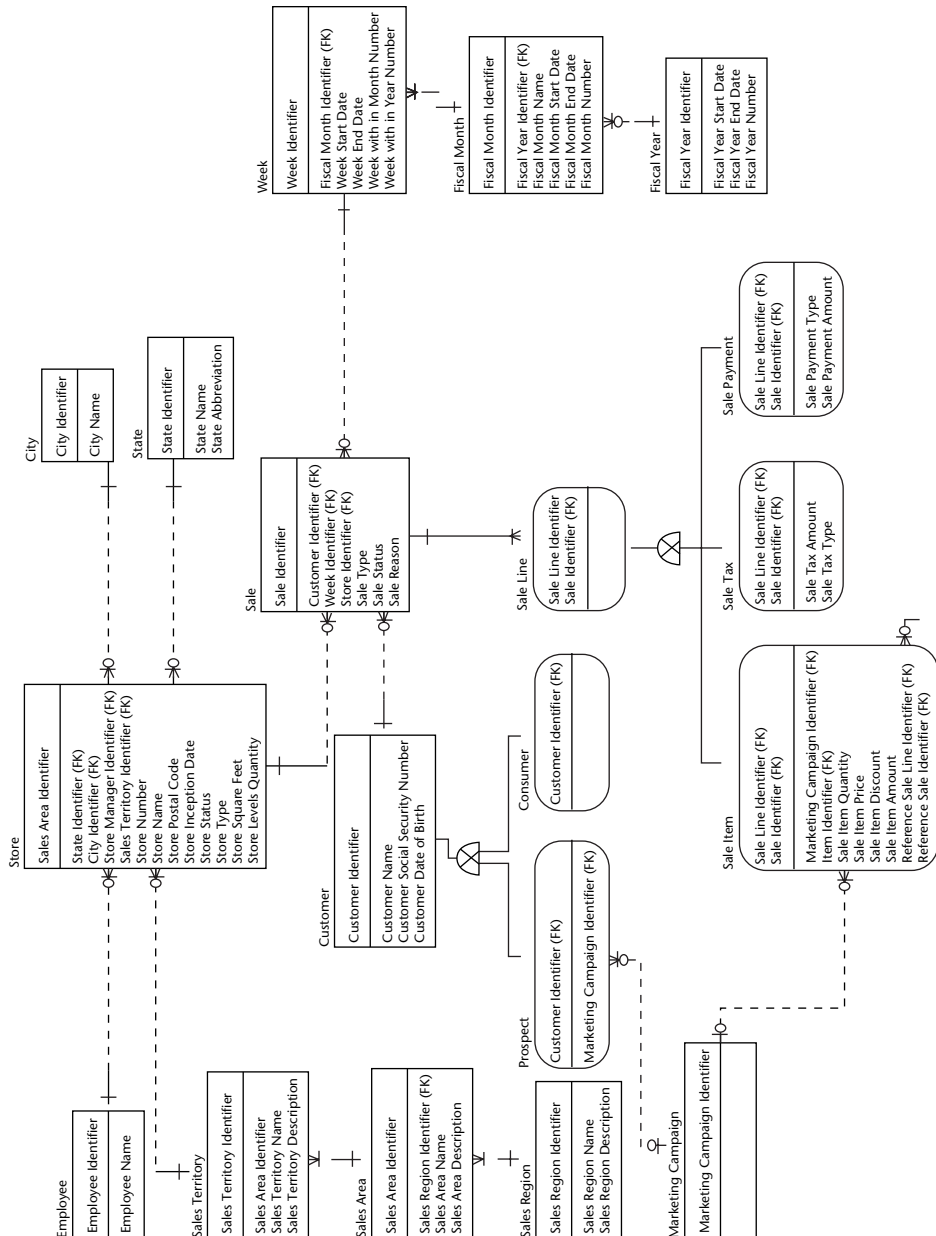 Employee
Employee Identifier
Employee Name
Sales Territory
Sales Territory Identifier
Sales Area Identifier
Sales Territory Name
Sales Territory Description
Sales Area
Sales Area Identifier
Sales Region Identifier (FK)
Sales Area Name
Sales Area Description
Sales Region
Sales Region Identifier
Sales Region Name
Sales Region Description
Marketing Campaign
Marketing Campaign Identifier
Store
Sales Area Identifier
State Identifier (FK)
City Identifier (FK)
Store Manager Identifier (FK)
Sales Territory Identifier (FK)
Store Number
Store Name
Store Postal Code
Store Inception Date
Store Status
Store Type
Store Square Feet
Store Levels Quantity
Customer
Customer Identifier
Customer Name
Customer Social Security Number
Customer Date of Birth
Prospect
Customer Identifier (FK)
Marketing Campaign Identifier (FK)
Consumer
Customer Identifier (FK)
Sale Item
Sale Line Identifier (FK)
Sale Identifier (FK)
Marketing Campaign Identifier (FK)
Item Identifier (FK)
Sale Item Quantity
Sale Item Price
Sale Item Discount
Sale Item Amount
Reference Sale Line Identifier (FK)
Reference Sale Identifier (FK)
City
City Identifier
City Name
State
State Identifier
State Name
State Abbreviation
Sale
Sale Identifier
Customer Identifier (FK)
Week Identifier (FK)
Store Identifier (FK)
Sale Type
Sale Status
Sale Reason
Sale Line
Sale Line Identifier
Sale Identifier (FK)
Sale Tax
Sale Line Identifier (FK)
Sale Identifier (FK)
Sale Tax Amount
Sale Tax Type
Sale Payment
Sale Line Identifier (FK)
Sale Identifier (FK)
Sale Payment Type
Sale Payment Amount
Week
Week Identifier
Fiscal Month Identifier (FK)
Week Start Date
Week End Date
Week with in Month Number
Week with in Year Number
Fiscal Month
Fiscal Month Identifier
Fiscal Year Identifier (FK)
Fiscal Month Name
Fiscal Month Start Date
Fiscal Month End Date
Fiscal Month Number
Fiscal Year
Fiscal Year Identifier
Fiscal Year Start Date
Fiscal Year End Date
Fiscal Year Number